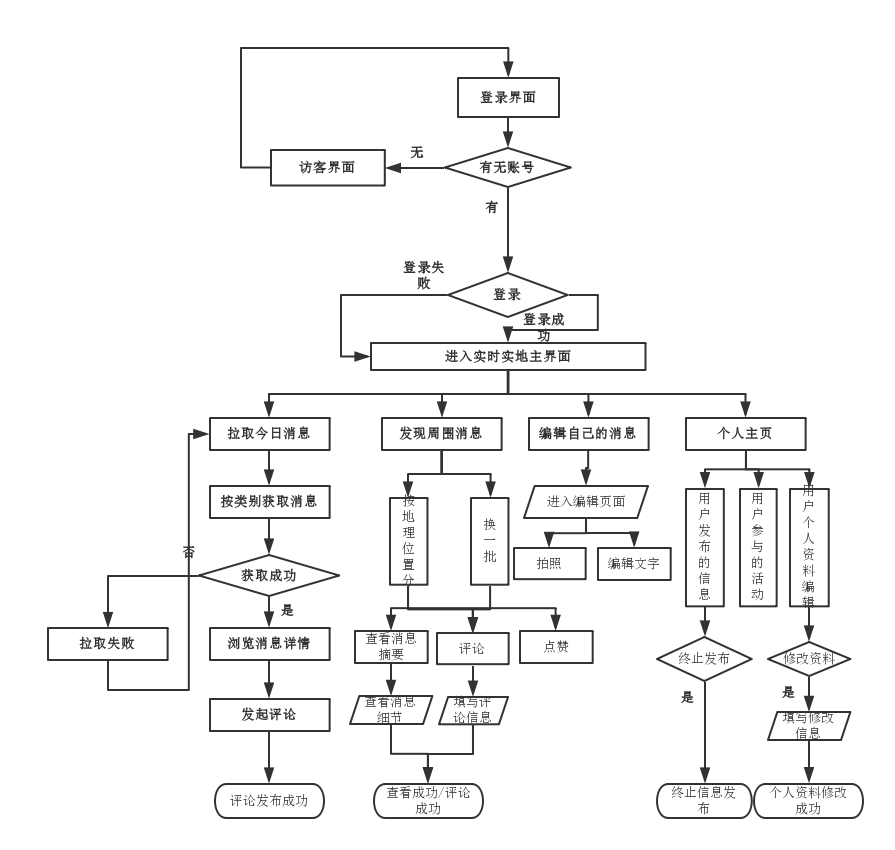 登录界面
无
访客界面
有无账号
有
登录失
败
登录
登录成
功
进入实时实地主界面
拉取今日消息
发现周围消息
编辑自己的消息
个人主页
按类别获取消息
按地理位置分
换一批
进入编辑页面
用户发布的信息
用户参与的活动
用户个人资料编辑
否
获取成功
拍照
编辑文字
是
拉取失败
浏览消息详情
查看消息
摘要
评论
点赞
终止发布
修改资料
是
是
发起评论
查看消息
细节
填写评
论信息
填写修改
信息
评论发布成功
查看成功/评论
成功
终止信息发
布
个人资料修改
成功